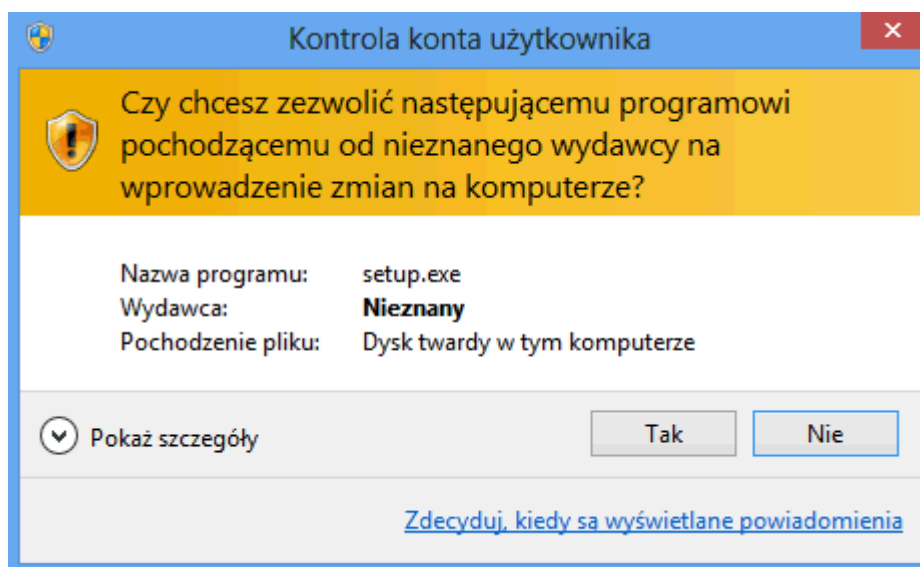 Kontrola konta użytkownika
Czy chcesz zezwolić następującemu programowi
pochodzącemu od nieznanego wydawcy na
wprowadzenie zmian na komputerze?
Nazwa programu: setup.exe
Wydawca: Nieznany
Pochodzenie pliku: Dysk twardy w tym komputerze
Pokaż szczegóły Tak Nie
Zdecyduj, kiedy są wyświetlane powiadomienia